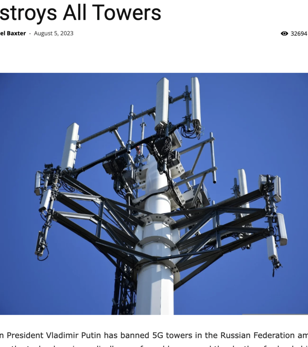 stroys All Towers
el Baxter - August 5, 2023
32694
n President Vladimir Putin has banned 5G towers in the Russian Federation am